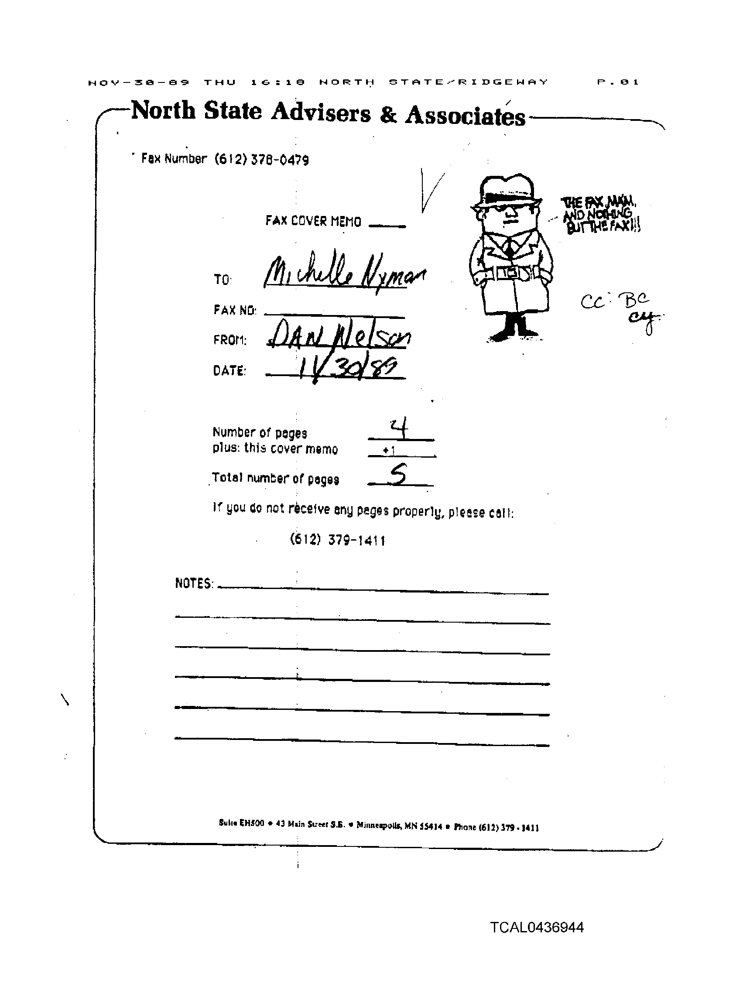 NOV-30-89 THU 16:18 NORTH STATE/RIDGEWAY P.01
North State Advisers & Associates
Fax Number (612) 378-0479
FAX COVER MEMO
THE FAX, MA'AM,
AND NOTHING
BUT THE FAX!!!
TO: Michelle Nyman
CC: BC
cy
FAX NO:
FROM: DAN Nelson
DATE: 11/30/89
Number of pages 4
plus: this cover memo +1
Total number of pages 5
If you do not receive any pages properly, please call:
(612) 379-1411
NOTES:
Suite EH500 • 43 Main Street S.E. • Minneapolis, MN 55414 • Phone (612) 379-1411
TCAL0436944